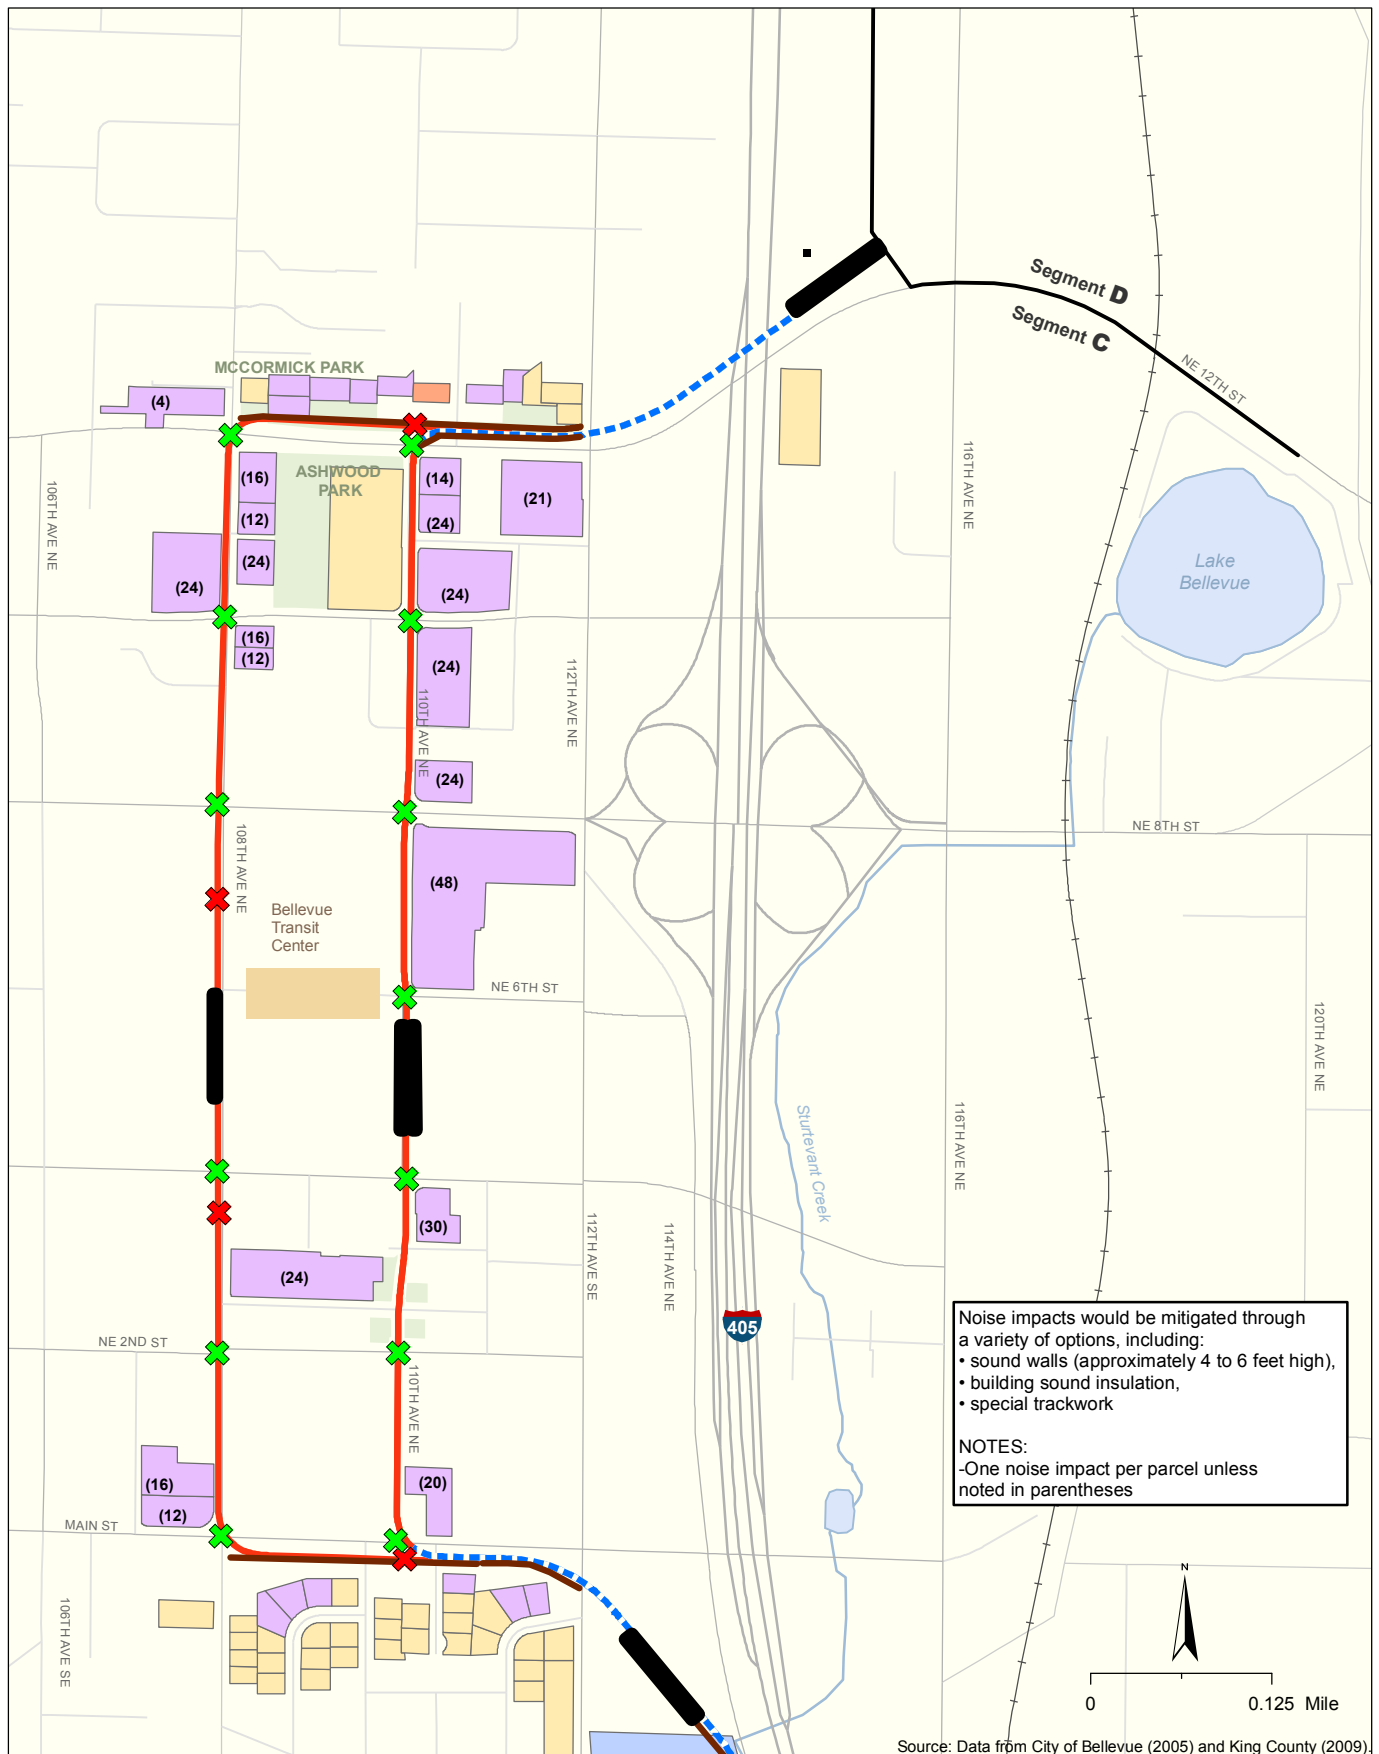 Segment D
Segment C
NE 12TH ST
MCCORMICK PARK
(4)
ASHWOOD
PARK
(16)
(12)
(24)
(24)
(14)
(24)
(21)
(24)
106TH AVE NE
116TH AVE NE
Lake
Bellevue
(16)
(12)
(24)
110TH AVE NE
112TH AVE NE
(24)
NE 8TH ST
108TH AVE NE
(48)
Bellevue
Transit
Center
NE 6TH ST
120TH AVE NE
116TH AVE NE
Sturtevant Creek
(30)
112TH AVE SE
114TH AVE NE
(24)
405
NE 2ND ST
110TH AVE NE
Noise impacts would be mitigated through
a variety of options, including:
• sound walls (approximately 4 to 6 feet high),
• building sound insulation,
• special trackwork
NOTES:
-One noise impact per parcel unless
noted in parentheses
(16)
(12)
(20)
MAIN ST
106TH AVE SE
N
0 0.125 Mile
Source: Data from City of Bellevue (2005) and King County (2009).